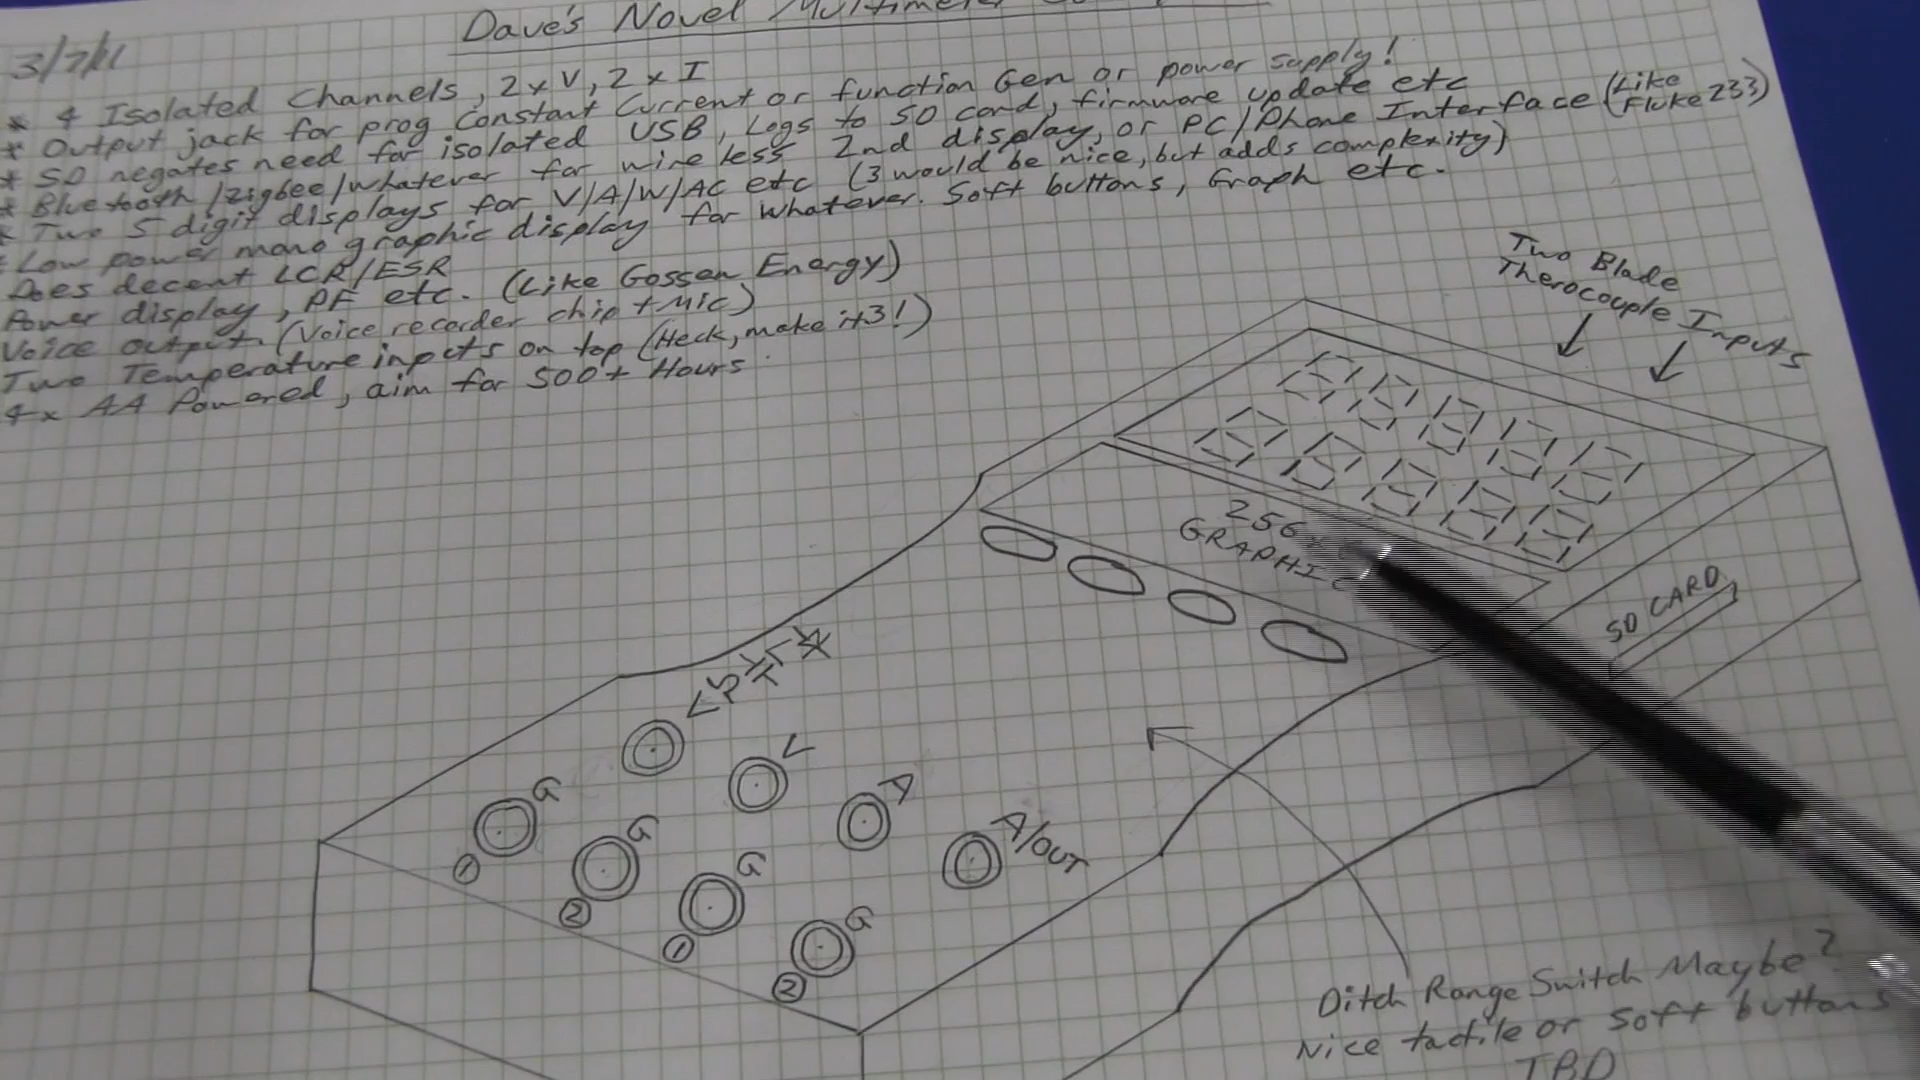 Dave's Novel Multimeter
3/7/11
* 4 Isolated Channels, 2xV, 2xI
* Output jack for prog Constant Current or function Gen or power supply!
* SD negates need for isolated USB, Logs to SD card, firmware update etc
* Bluetooth/Zigbee/whatever for wireless 2nd display, or PC/Phone Interface (Like Fluke 233)
* Two 5 digit displays for V/A/W/AC etc (3 would be nice, but adds complexity)
* Low power mono graphic display for whatever. Soft buttons, Graph etc.
Does decent LCR/ESR
Power display, PF etc. (Like Gossen Energy)
Voice output. (Voice recorder chip + Mic)
Two Temperature inpcts on top (Heck, make it 3!)
4x AA Powered, aim for 500+ Hours
Two Blade
Therocouple Inputs
256x
GRAPHIC
SD CARD
G
G
G
G
V
A
A/OUT
1
2
1
2
Ditch Range Switch Maybe?
Nice tactile or soft buttons
TBD